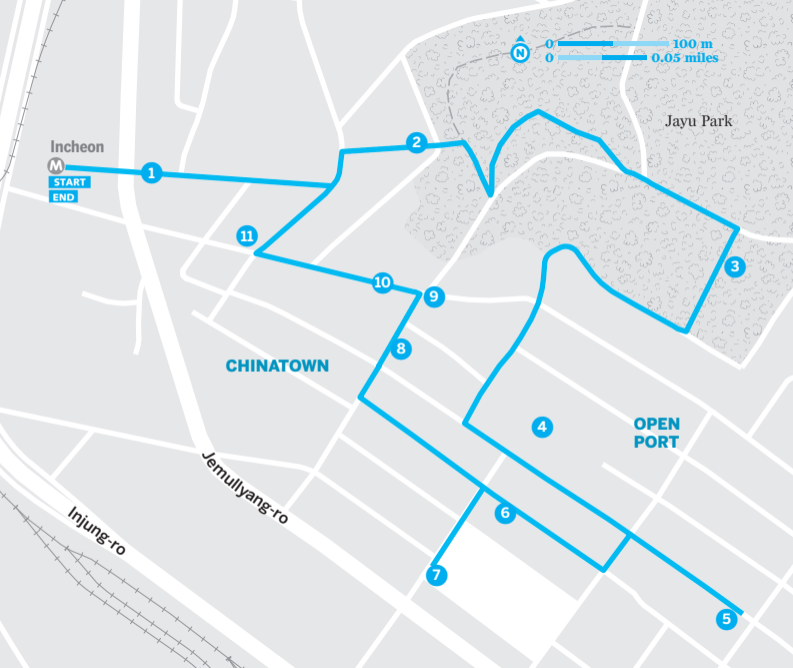 N
0 100 m
0 0.05 miles
Jayu Park
Incheon
M
START
END
1
2
3
11
10
9
8
CHINATOWN
4
OPEN
PORT
Jemullyang-ro
Injung-ro
6
7
5